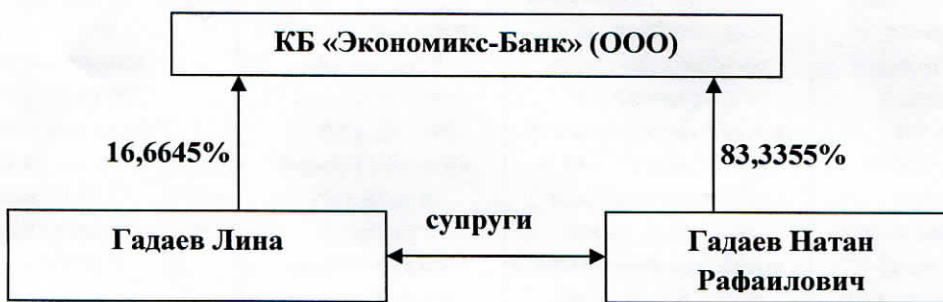 КБ «Экономикс-Банк» (ООО)
16,6645%
83,3355%
супруги
Гадаев Лина
Гадаев Натан
Рафаилович